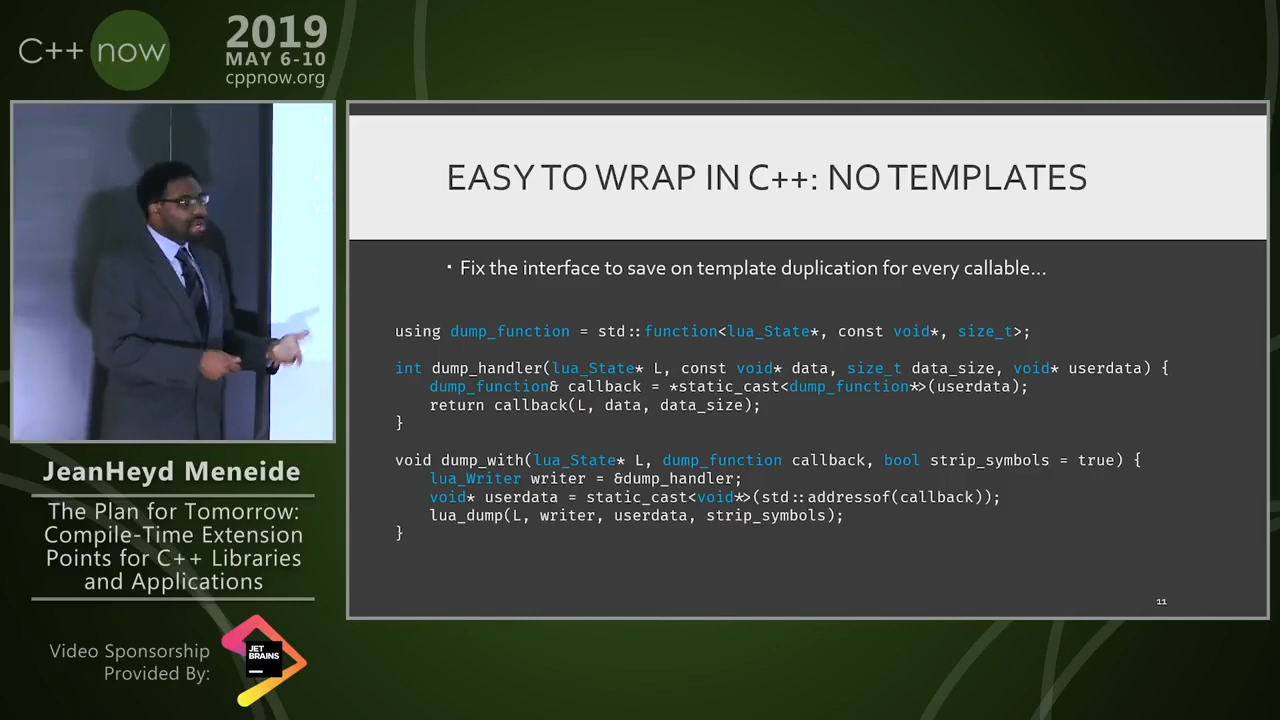 C++ now
2019
MAY 6-10
cppnow.org
EASY TO WRAP IN C++: NO TEMPLATES
▪ Fix the interface to save on template duplication for every callable…
using dump_function = std::function<lua_State*, const void*, size_t>;
int dump_handler(lua_State* L, const void* data, size_t data_size, void* userdata) {
dump_function& callback = *static_cast<dump_function*>(userdata);
return callback(L, data, data_size);
}
void dump_with(lua_State* L, dump_function callback, bool strip_symbols = true) {
lua_Writer writer = &dump_handler;
void* userdata = static_cast<void*>(std::addressof(callback));
lua_dump(L, writer, userdata, strip_symbols);
}
11
JeanHeyd Meneide
The Plan for Tomorrow:
Compile-Time Extension
Points for C++ Libraries
and Applications
Video Sponsorship
Provided By:
JET
BRAINS